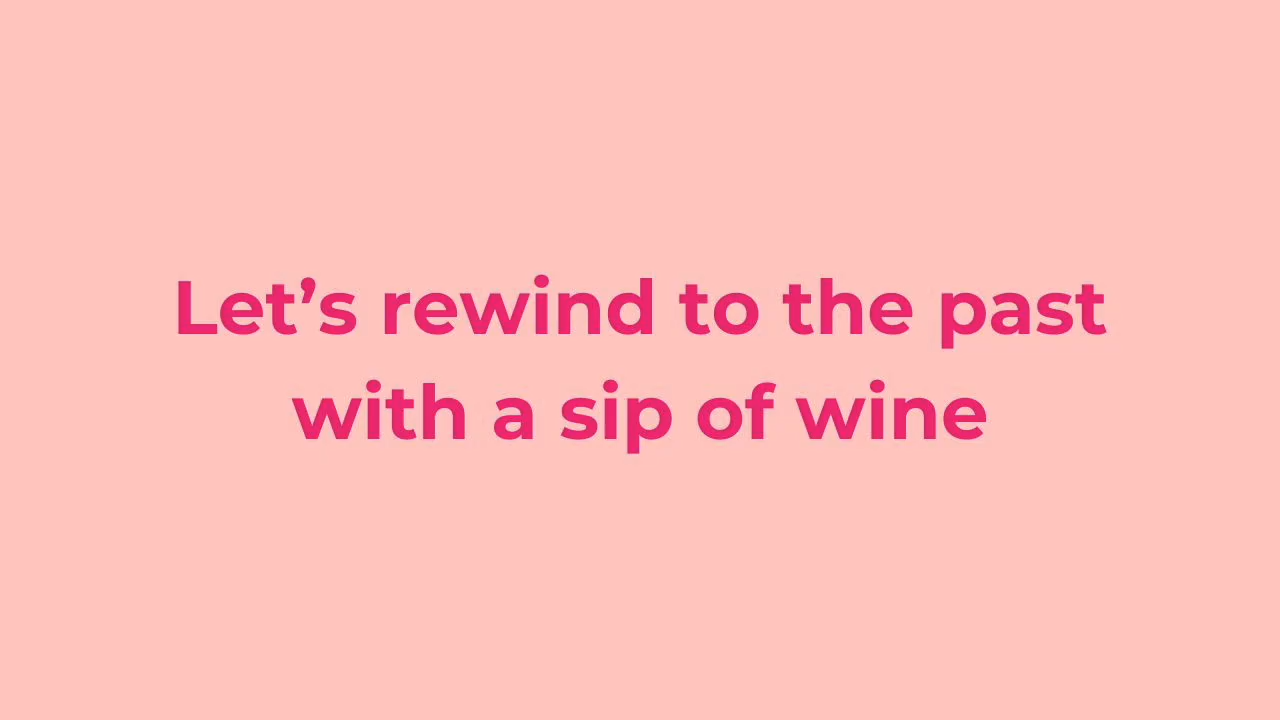 Let’s rewind to the past
with a sip of wine